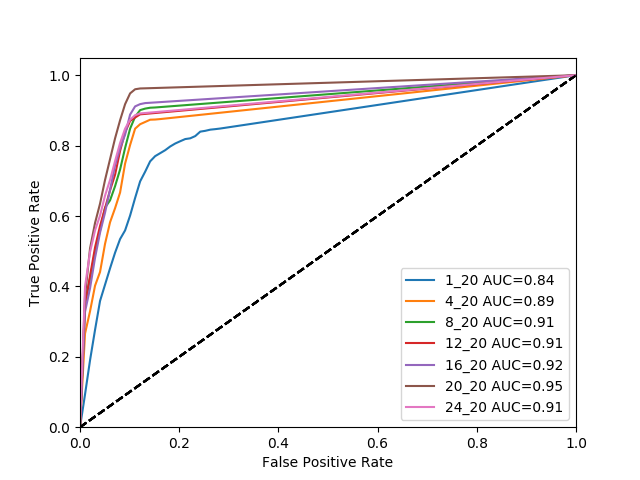 True Positive Rate
1.0
0.8
0.6
0.4
0.2
0.0
1_20 AUC=0.84
4_20 AUC=0.89
8_20 AUC=0.91
12_20 AUC=0.91
16_20 AUC=0.92
20_20 AUC=0.95
24_20 AUC=0.91
0.0 0.2 0.4 0.6 0.8 1.0
False Positive Rate